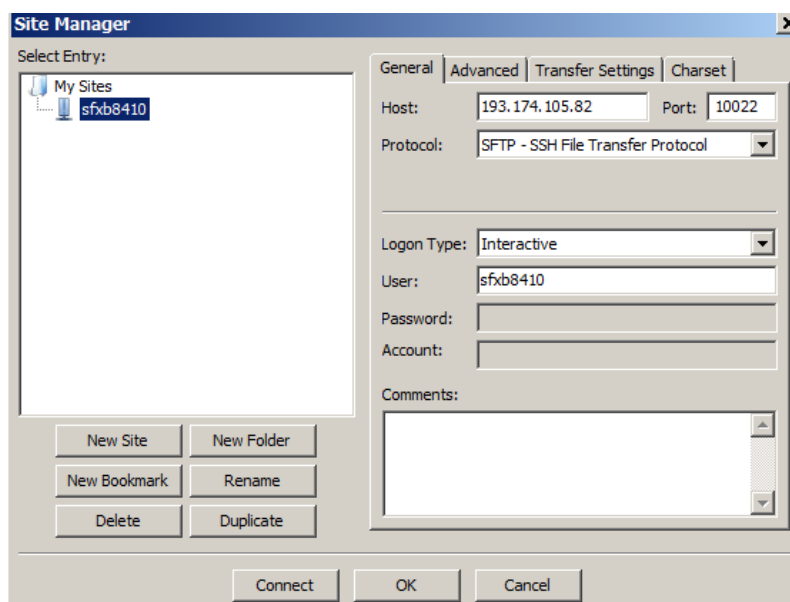 Site Manager
Select Entry:
My Sites
sfxb8410
New Site
New Folder
New Bookmark
Rename
Delete
Duplicate
General
Advanced
Transfer Settings
Charset
Host:
193.174.105.82
Port:
10022
Protocol:
SFTP - SSH File Transfer Protocol
Logon Type:
Interactive
User:
sfxb8410
Password:
Account:
Comments:
Connect
OK
Cancel